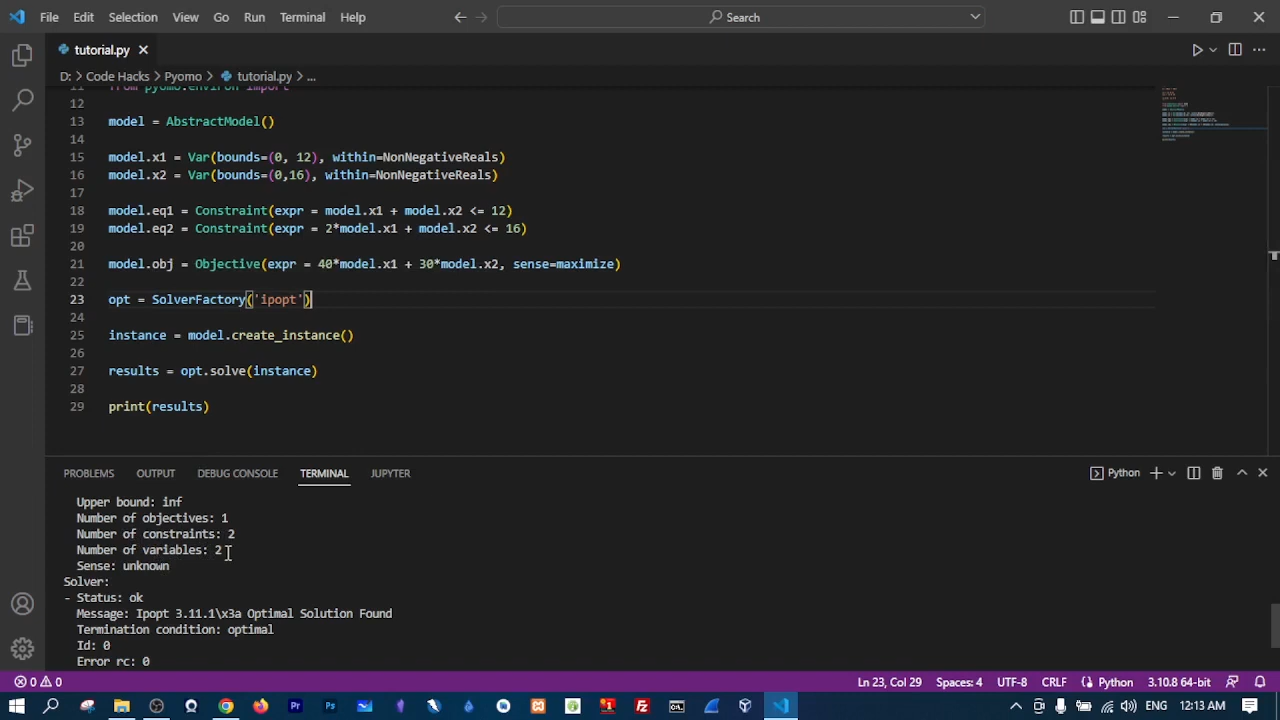 File Edit Selection View Go Run Terminal Help
Search
tutorial.py
D: > Code Hacks > Pyomo > tutorial.py > ...
11 from pyomo.environ import
12
13 model = AbstractModel()
14
15 model.x1 = Var(bounds=(0, 12), within=NonNegativeReals)
16 model.x2 = Var(bounds=(0,16), within=NonNegativeReals)
17
18 model.eq1 = Constraint(expr = model.x1 + model.x2 <= 12)
19 model.eq2 = Constraint(expr = 2*model.x1 + model.x2 <= 16)
20
21 model.obj = Objective(expr = 40*model.x1 + 30*model.x2, sense=maximize)
22
23 opt = SolverFactory('ipopt')
24
25 instance = model.create_instance()
26
27 results = opt.solve(instance)
28
29 print(results)
PROBLEMS OUTPUT DEBUG CONSOLE TERMINAL JUPYTER
Python
Upper bound: inf
Number of objectives: 1
Number of constraints: 2
Number of variables: 2
Sense: unknown
Solver:
- Status: ok
Message: Ipopt 3.11.1\x3a Optimal Solution Found
Termination condition: optimal
Id: 0
Error rc: 0
0 0 Ln 23, Col 29 Spaces: 4 UTF-8 CRLF Python 3.10.8 64-bit
12:13 AM